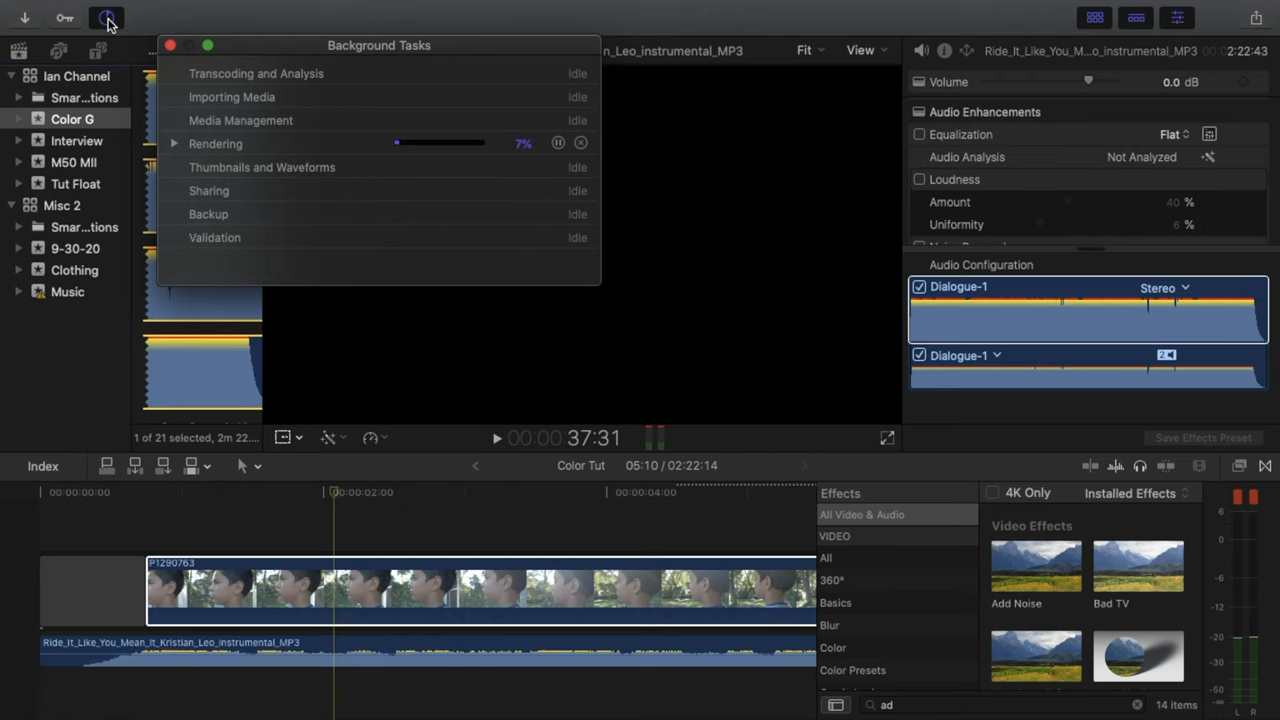 Background Tasks
Transcoding and Analysis Idle
Importing Media Idle
Media Management Idle
Rendering 7%
Thumbnails and Waveforms Idle
Sharing Idle
Backup Idle
Validation Idle
Ian Channel
Smar...tions
Color G
Interview
M50 MII
Tut Float
Misc 2
Smar...tions
9-30-20
Clothing
Music
...
1 of 21 selected, 2m 22....
n_Leo_instrumental_MP3 Fit View
00:00:37:31
Ride_It_Like_You_M...o_instrumental_MP3 2:22:43
Volume 0.0 dB
Audio Enhancements
Equalization Flat
Audio Analysis Not Analyzed
Loudness
Amount 40 %
Uniformity 6 %
Audio Configuration
Dialogue-1 Stereo
Dialogue-1 2
Save Effects Preset
Index Color Tut 05:10 / 02:22:14
00:00:00:00 00:00:02:00 00:00:04:00
P1290763
Ride_It_Like_You_Mean_It_Kristian_Leo_instrumental_MP3
Effects 4K Only Installed Effects
All Video & Audio
VIDEO
All
360°
Basics
Blur
Color
Color Presets
Video Effects
Add Noise Bad TV
ad 14 items
6
0
-6
-12
-20
-30
-50
-∞
L R